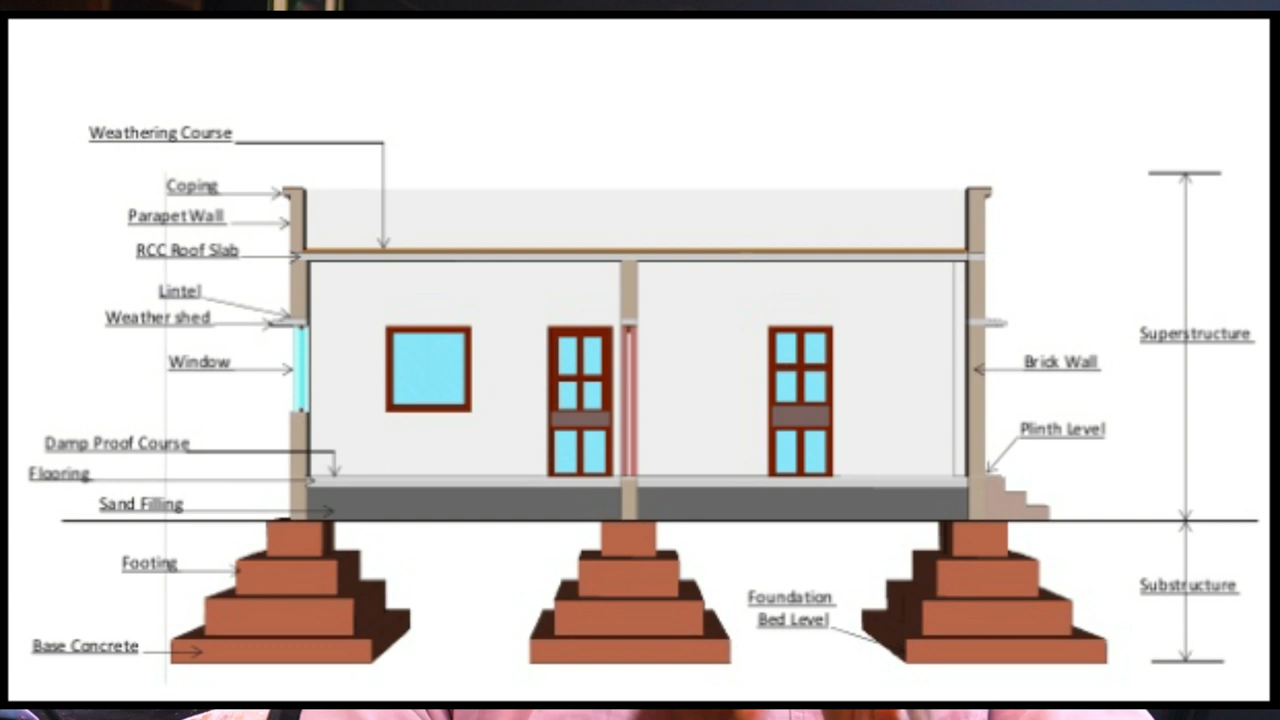 Weathering Course
Coping
Parapet Wall
RCC Roof Slab
Lintel
Weather shed
Window
Damp Proof Course
Flooring
Sand Filling
Footing
Base Concrete
Foundation
Bed Level
Superstructure
Brick Wall
Plinth Level
Substructure